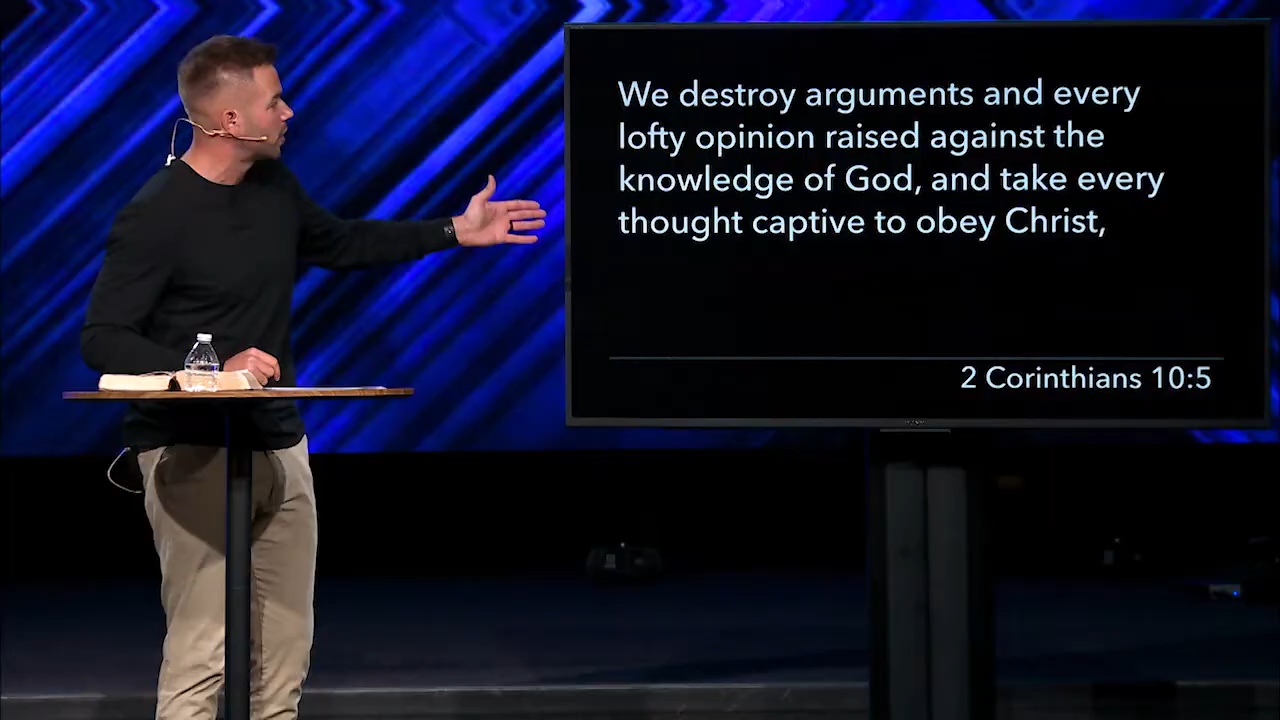 We destroy arguments and every
lofty opinion raised against the
knowledge of God, and take every
thought captive to obey Christ,
2 Corinthians 10:5